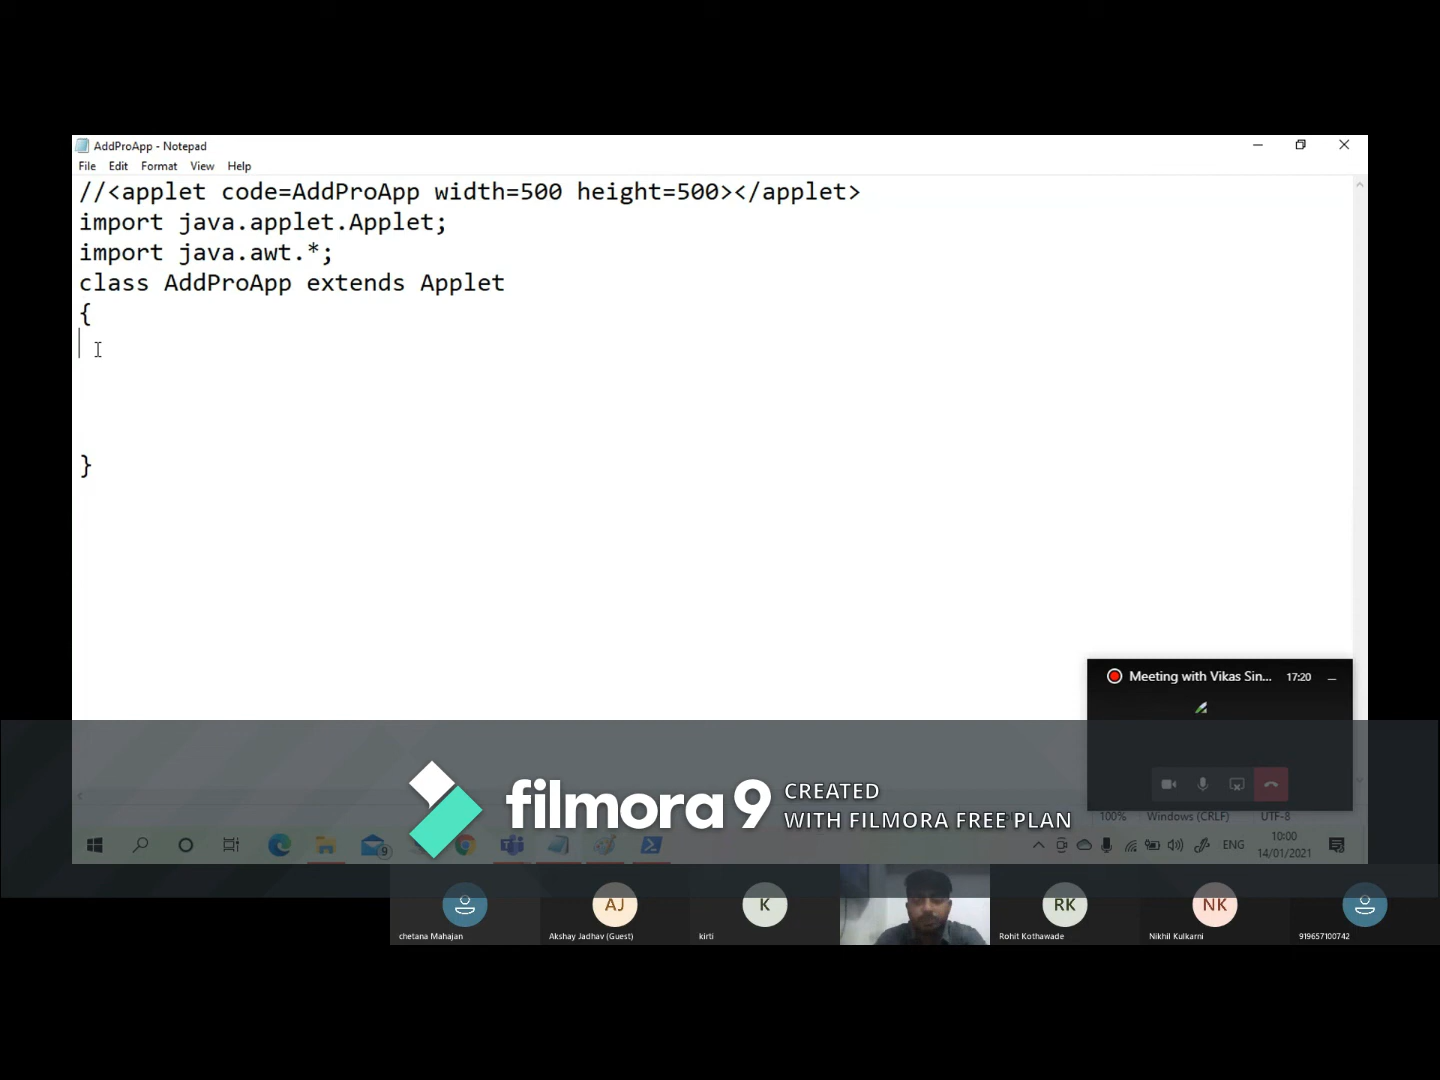 AddProApp - Notepad
File Edit Format View Help
//<applet code=AddProApp width=500 height=500></applet>
import java.applet.Applet;
import java.awt.*;
class AddProApp extends Applet
{
}
Meeting with Vikas Sin... 17:20
filmora9 CREATED
WITH FILMORA FREE PLAN
100% Windows (CRLF) UTF-8
9
ENG
10:00
14/01/2021
AJ K RK NK
chetana Mahajan Akshay Jadhav (Guest) kirti Rohit Kothawade Nikhil Kulkarni 919657100742